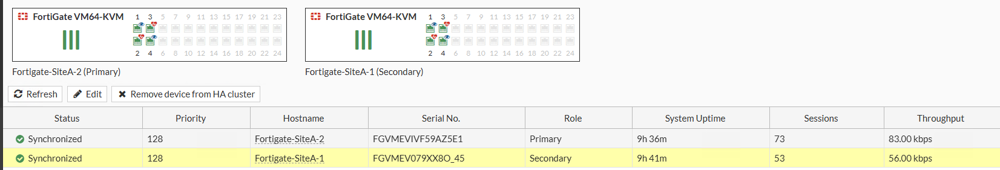 FortiGate VM64-KVM 1 3 5 7 9 11 13 15 17 19 21 23
2 4 6 8 10 12 14 16 18 20 22 24
Fortigate-SiteA-2 (Primary)
FortiGate VM64-KVM 1 3 5 7 9 11 13 15 17 19 21 23
2 4 6 8 10 12 14 16 18 20 22 24
Fortigate-SiteA-1 (Secondary)
Refresh Edit Remove device from HA cluster
Status Priority Hostname Serial No. Role System Uptime Sessions Throughput
Synchronized 128 Fortigate-SiteA-2 FGVMEVIVF59AZ5E1 Primary 9h 36m 73 83.00 kbps
Synchronized 128 Fortigate-SiteA-1 FGVMEV079XX8O_45 Secondary 9h 41m 53 56.00 kbps